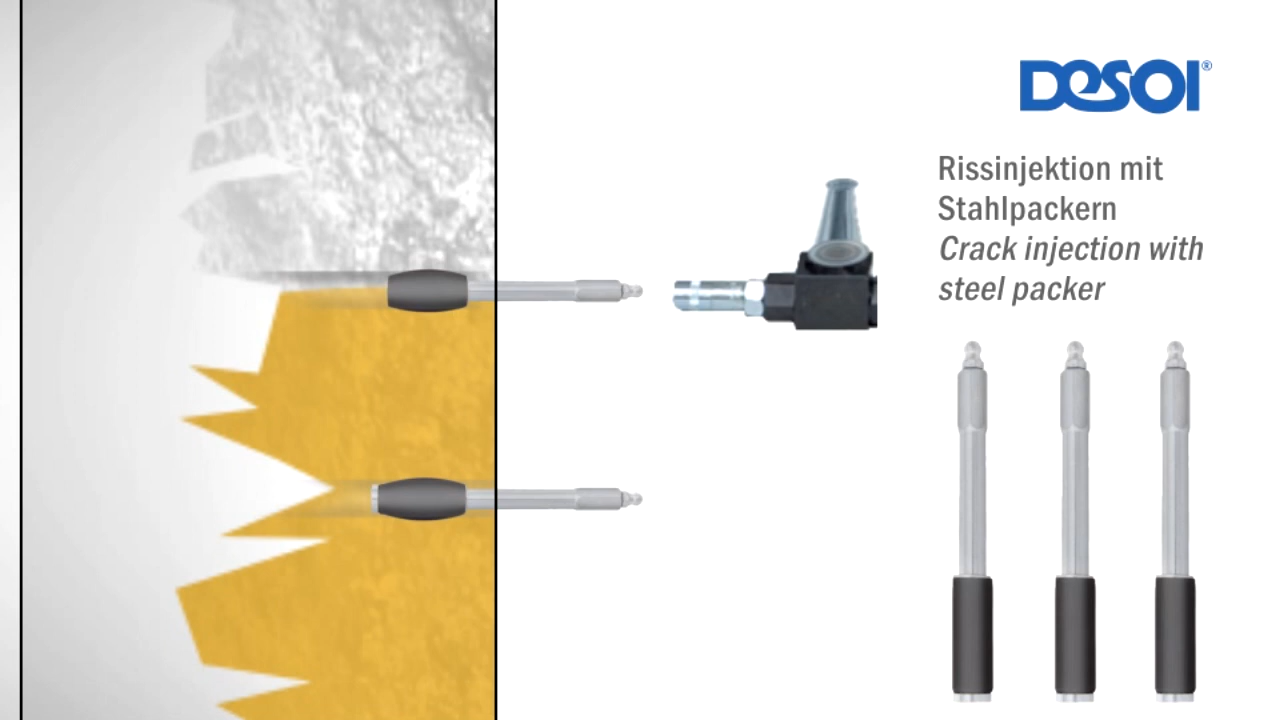 DESOI®
Rissinjektion mit
Stahlpackern
Crack injection with
steel packer